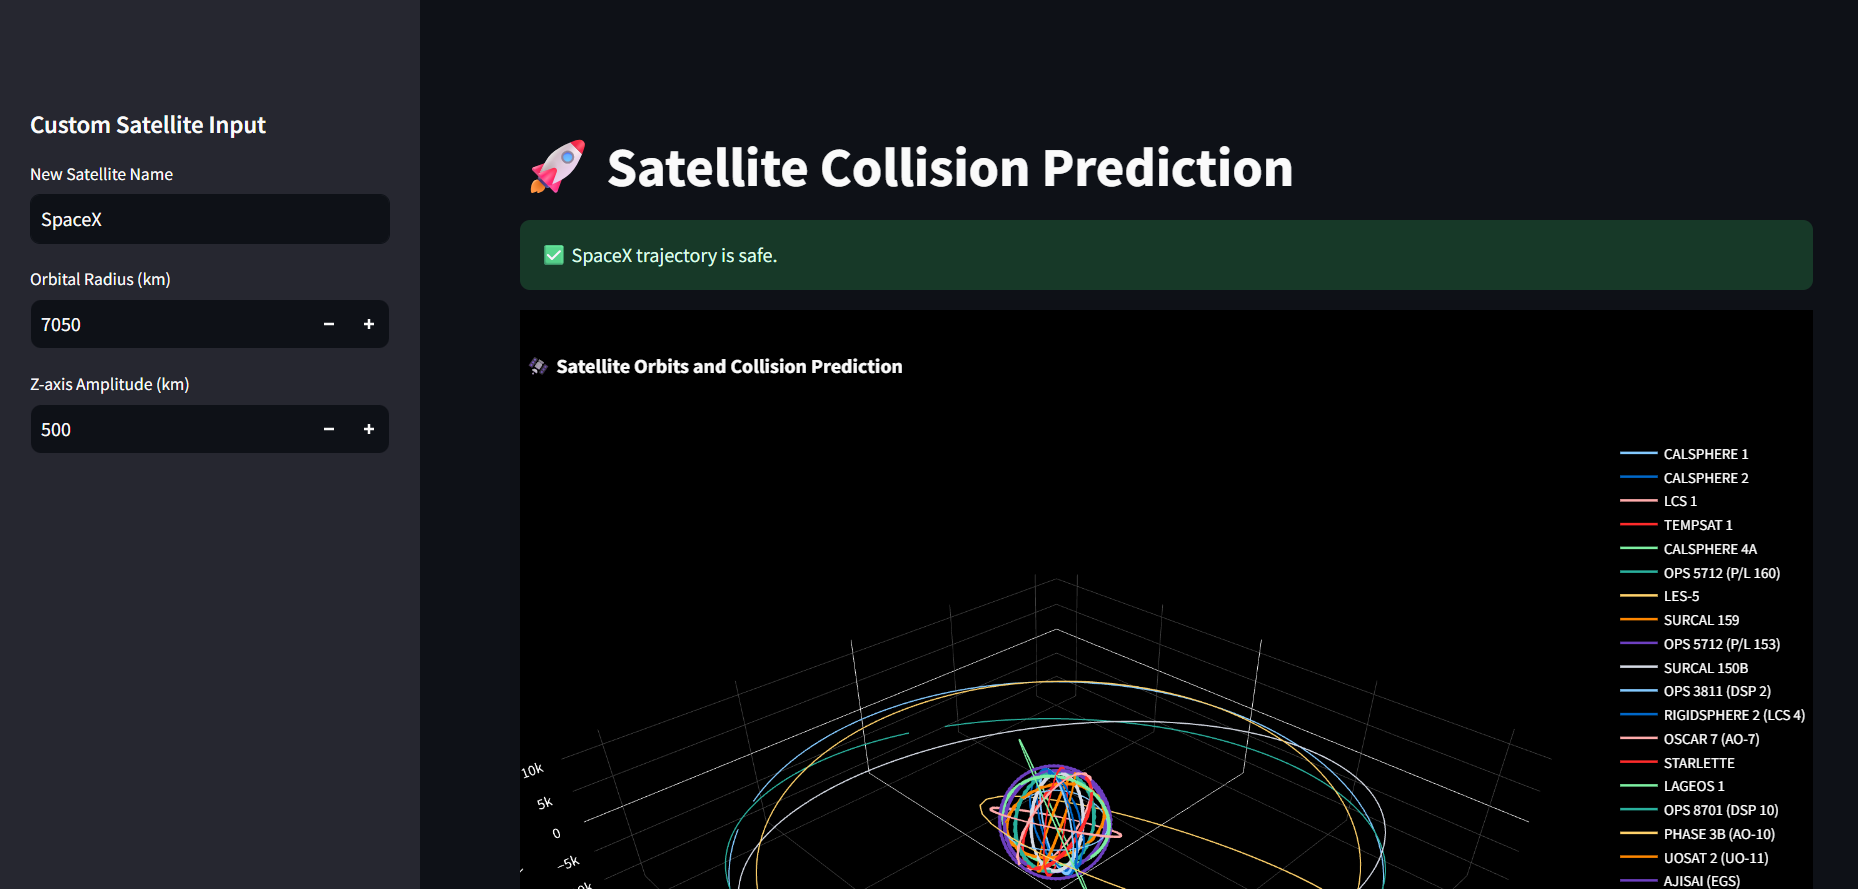 Custom Satellite Input
New Satellite Name
SpaceX
Orbital Radius (km)
7050
Z-axis Amplitude (km)
500
Satellite Collision Prediction
SpaceX trajectory is safe.
Satellite Orbits and Collision Prediction
CALSPHERE 1
CALSPHERE 2
LCS 1
TEMPSAT 1
CALSPHERE 4A
OPS 5712 (P/L 160)
LES-5
SURCAL 159
OPS 5712 (P/L 153)
SURCAL 150B
OPS 3811 (DSP 2)
RIGIDSPHERE 2 (LCS 4)
OSCAR 7 (AO-7)
STARLETTE
LAGEOS 1
OPS 8701 (DSP 10)
PHASE 3B (AO-10)
UOSAT 2 (UO-11)
AJISAI (EGS)
10k
5k
0
−5k